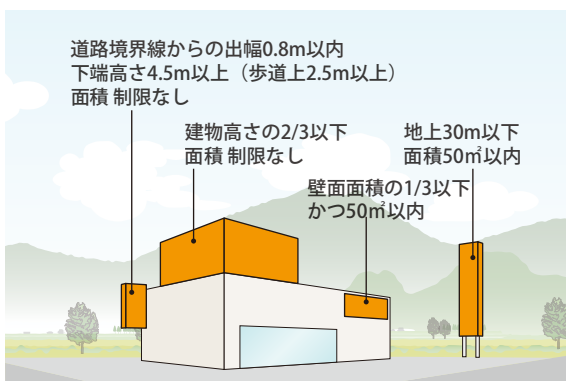 道路境界線からの出幅0.8m以内
下端高さ4.5m以上（歩道上2.5m以上）
面積 制限なし
建物高さの2/3以下
面積 制限なし
地上30m以下
面積50㎡以内
壁面面積の1/3以下
かつ50㎡以内